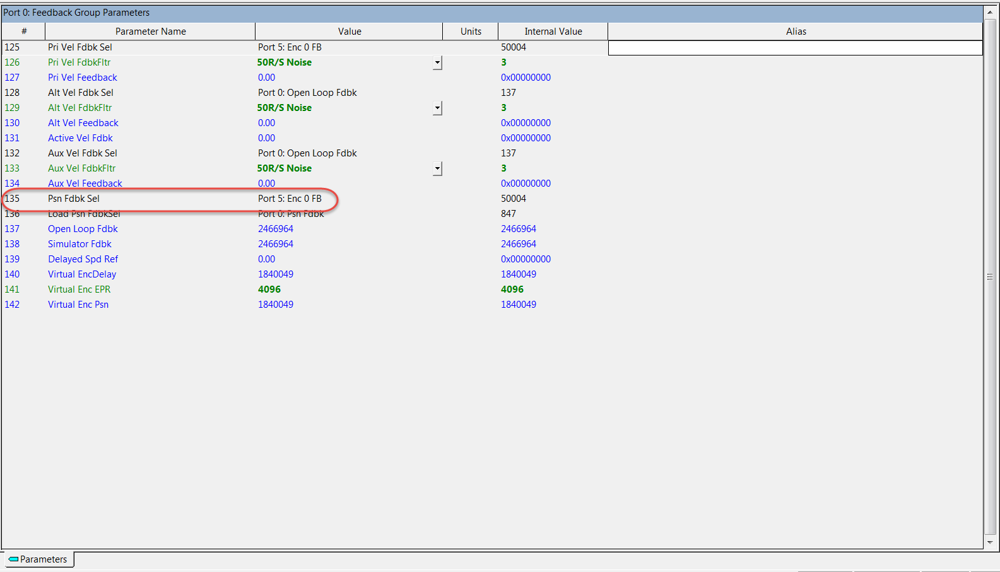 Port 0: Feedback Group Parameters
# Parameter Name Value Units Internal Value Alias
125 Pri Vel Fdbk Sel Port 5: Enc 0 FB 50004
126 Pri Vel FdbkFltr 50R/S Noise 3
127 Pri Vel Feedback 0.00 0x00000000
128 Alt Vel Fdbk Sel Port 0: Open Loop Fdbk 137
129 Alt Vel FdbkFltr 50R/S Noise 3
130 Alt Vel Feedback 0.00 0x00000000
131 Active Vel Fdbk 0.00 0x00000000
132 Aux Vel Fdbk Sel Port 0: Open Loop Fdbk 137
133 Aux Vel FdbkFltr 50R/S Noise 3
134 Aux Vel Feedback 0.00 0x00000000
135 Psn Fdbk Sel Port 5: Enc 0 FB 50004
136 Load Psn FdbkSel Port 0: Psn Fdbk 847
137 Open Loop Fdbk 2466964 2466964
138 Simulator Fdbk 2466964 2466964
139 Delayed Spd Ref 0.00 0x00000000
140 Virtual EncDelay 1840049 1840049
141 Virtual Enc EPR 4096 4096
142 Virtual Enc Psn 1840049 1840049
Parameters